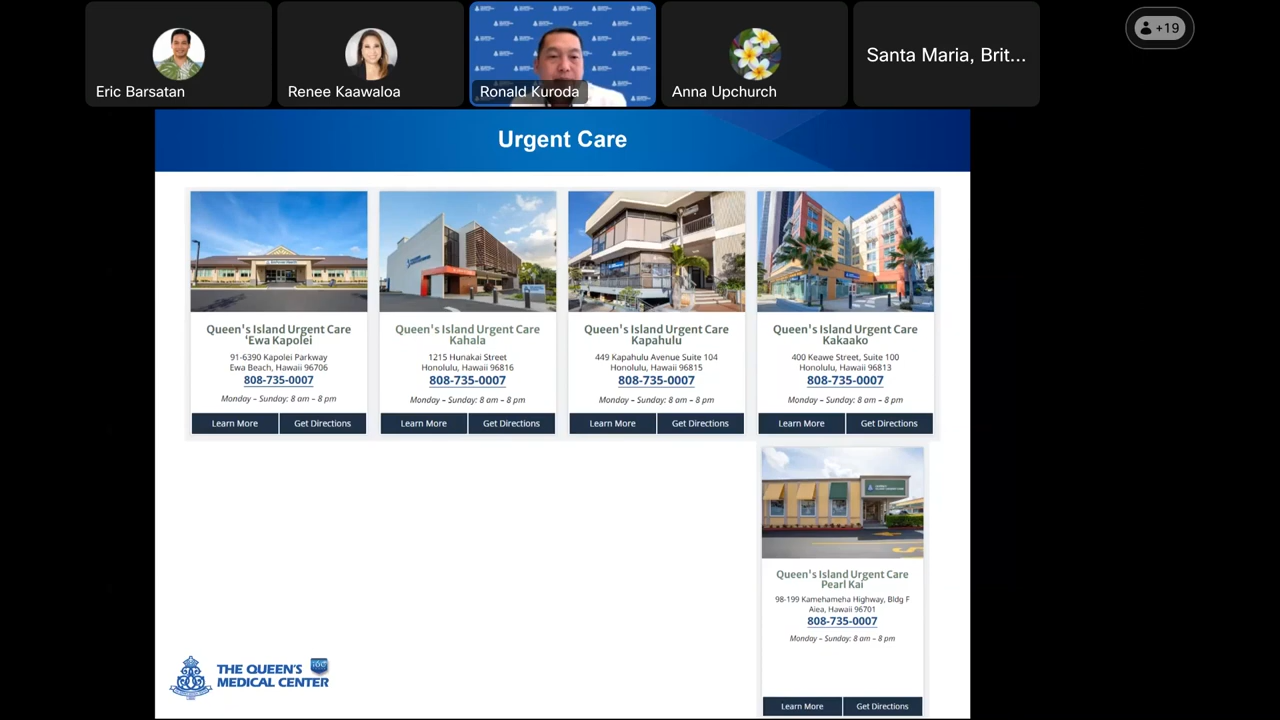 Eric Barsatan
Renee Kaawaloa
Ronald Kuroda
Anna Upchurch
Santa Maria, Brit...
+19
Urgent Care
Queen's Island Urgent Care
'Ewa Kapolei
91-6390 Kapolei Parkway
Ewa Beach, Hawaii 96706
808-735-0007
Monday – Sunday: 8 am – 8 pm
Learn More
Get Directions
Queen's Island Urgent Care
Kahala
1215 Hunakai Street
Honolulu, Hawaii 96816
808-735-0007
Monday – Sunday: 8 am – 8 pm
Learn More
Get Directions
Queen's Island Urgent Care
Kapahulu
449 Kapahulu Avenue Suite 104
Honolulu, Hawaii 96815
808-735-0007
Monday – Sunday: 8 am – 8 pm
Learn More
Get Directions
Queen's Island Urgent Care
Kakaako
400 Keawe Street, Suite 100
Honolulu, Hawaii 96813
808-735-0007
Monday – Sunday: 8 am – 8 pm
Learn More
Get Directions
Queen's Island Urgent Care
Pearl Kai
98-199 Kamehameha Highway, Bldg F
Aiea, Hawaii 96701
808-735-0007
Monday – Sunday: 8 am – 8 pm
Learn More
Get Directions
THE QUEEN'S
MEDICAL CENTER